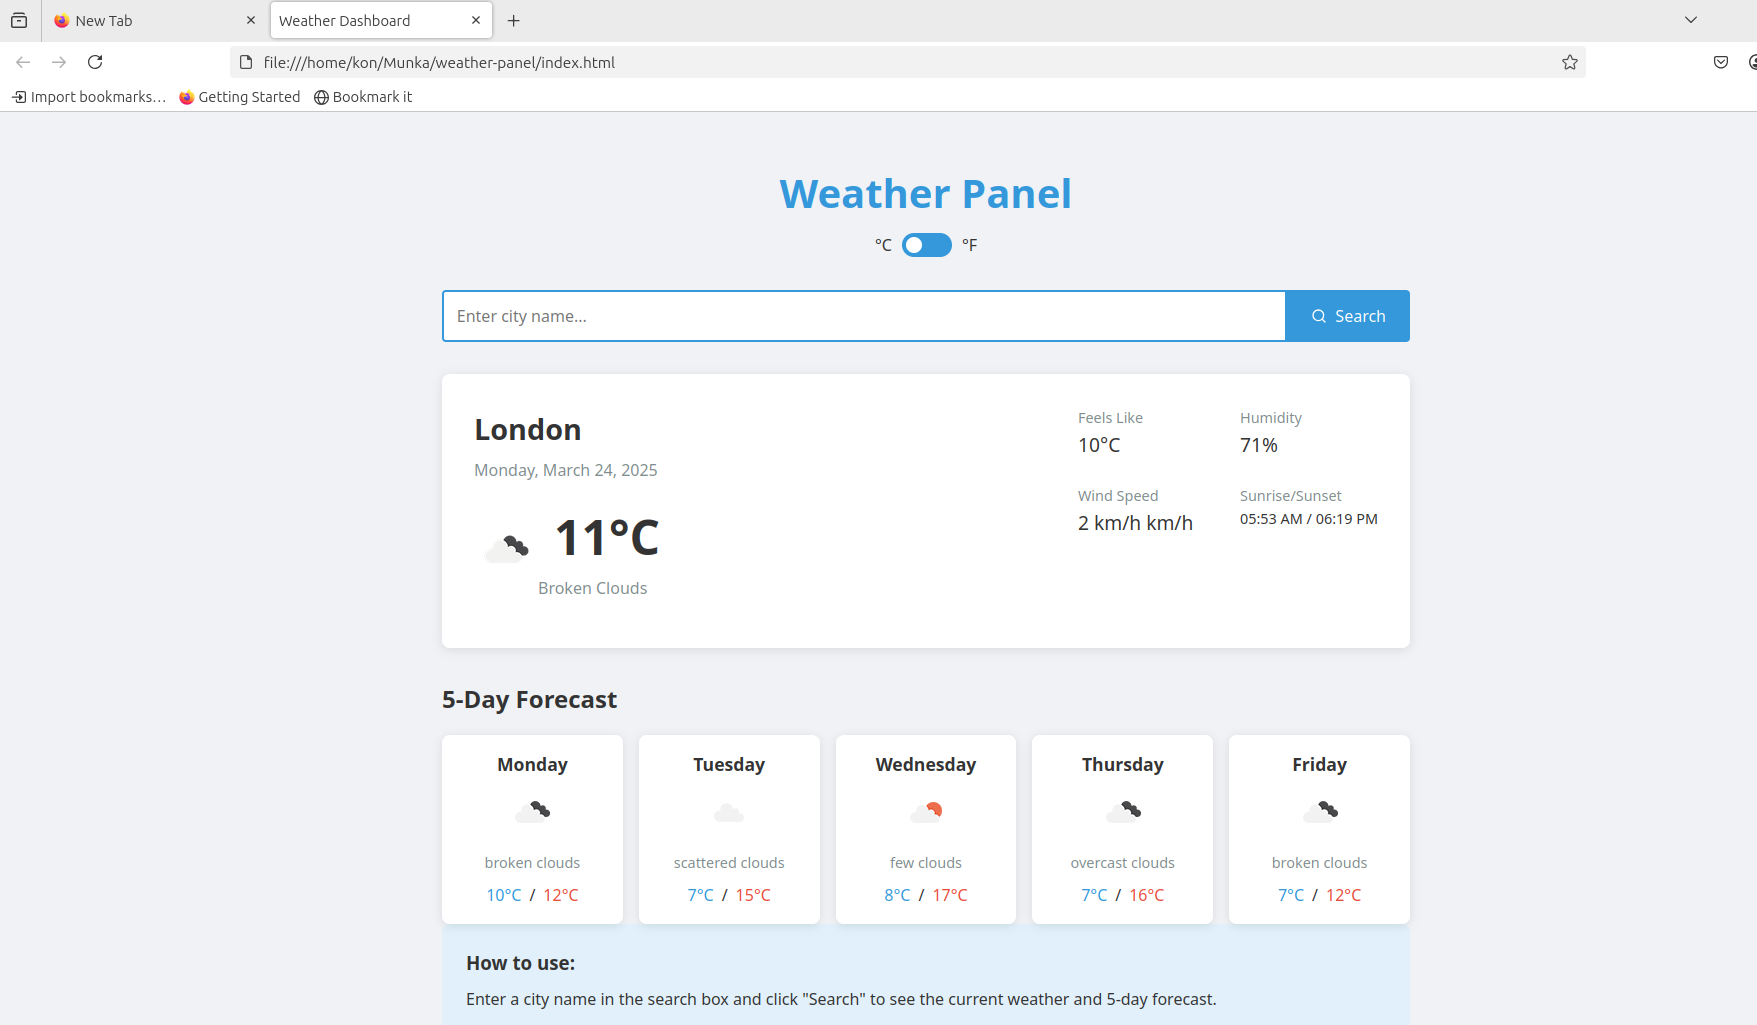 New Tab
Weather Dashboard
file:///home/kon/Munka/weather-panel/index.html
Import bookmarks… Getting Started Bookmark it
Weather Panel
°C °F
Enter city name...
Search
London
Monday, March 24, 2025
11°C
Broken Clouds
Feels Like
10°C
Humidity
71%
Wind Speed
2 km/h km/h
Sunrise/Sunset
05:53 AM / 06:19 PM
5-Day Forecast
Monday
broken clouds
10°C / 12°C
Tuesday
scattered clouds
7°C / 15°C
Wednesday
few clouds
8°C / 17°C
Thursday
overcast clouds
7°C / 16°C
Friday
broken clouds
7°C / 12°C
How to use:
Enter a city name in the search box and click "Search" to see the current weather and 5-day forecast.